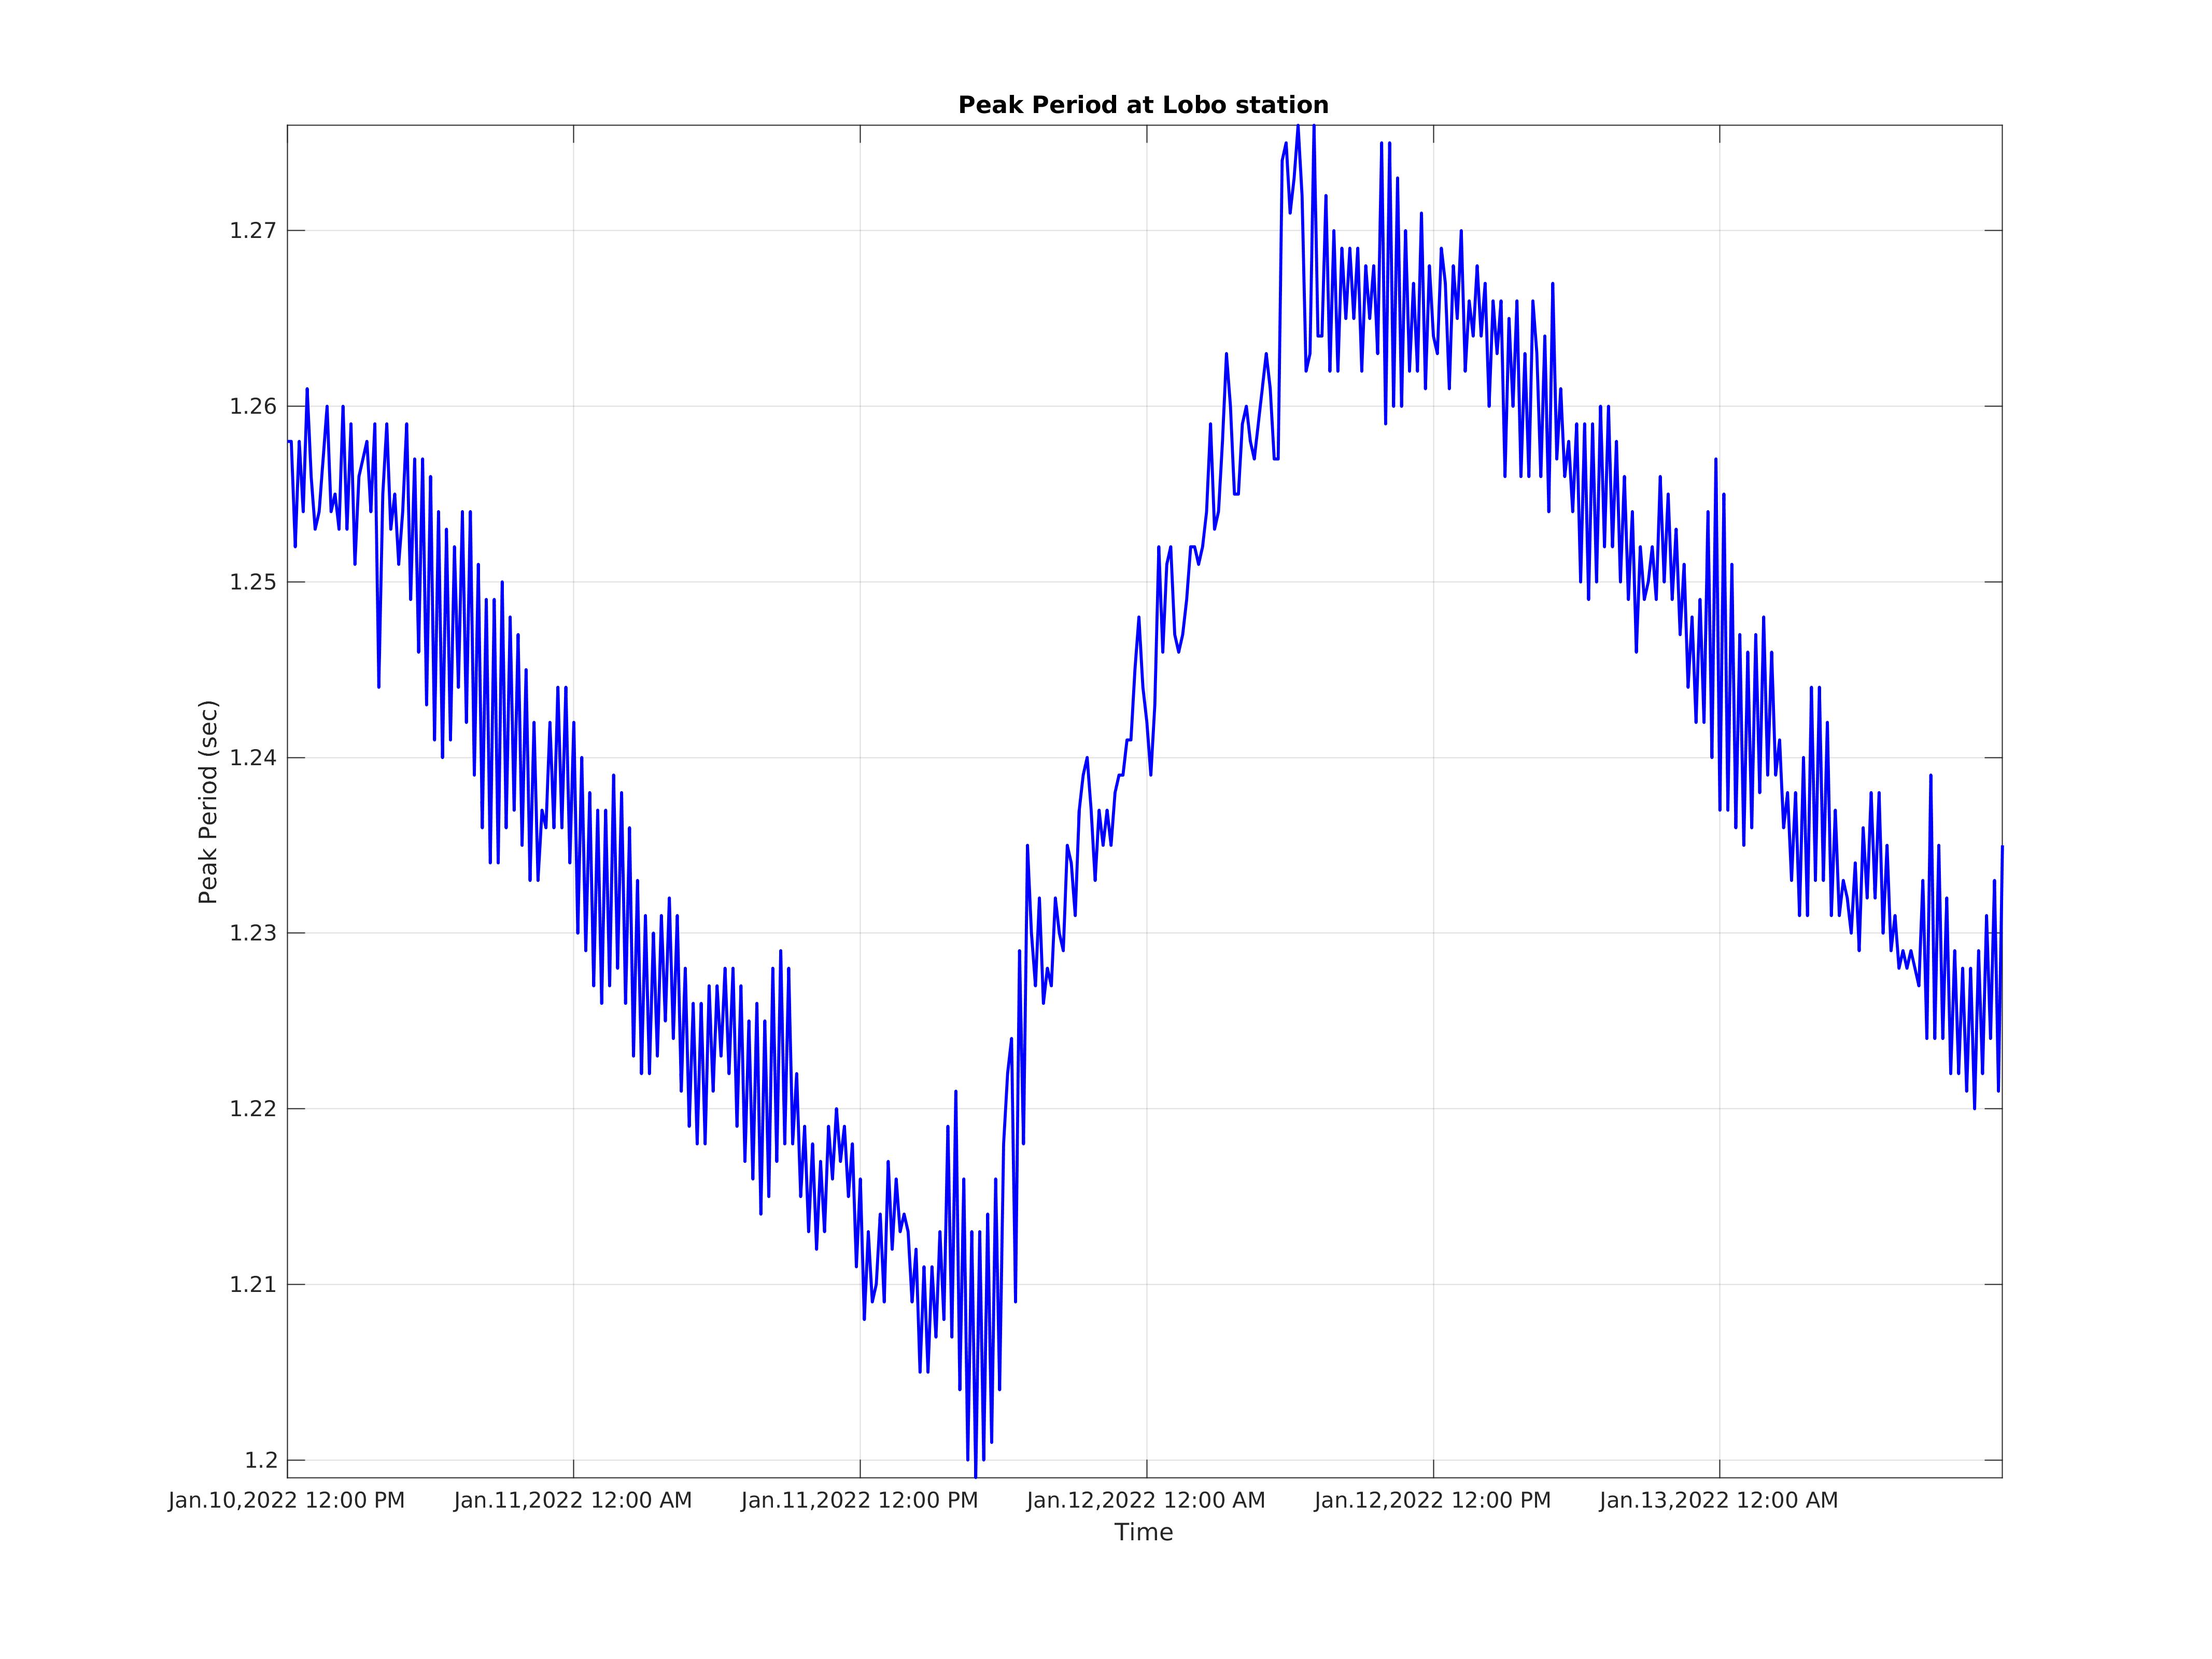 Peak Period at Lobo station
Peak Period (sec)
1.27
1.26
1.25
1.24
1.23
1.22
1.21
1.2
Jan.10,2022 12:00 PM Jan.11,2022 12:00 AM Jan.11,2022 12:00 PM Jan.12,2022 12:00 AM Jan.12,2022 12:00 PM Jan.13,2022 12:00 AM
Time